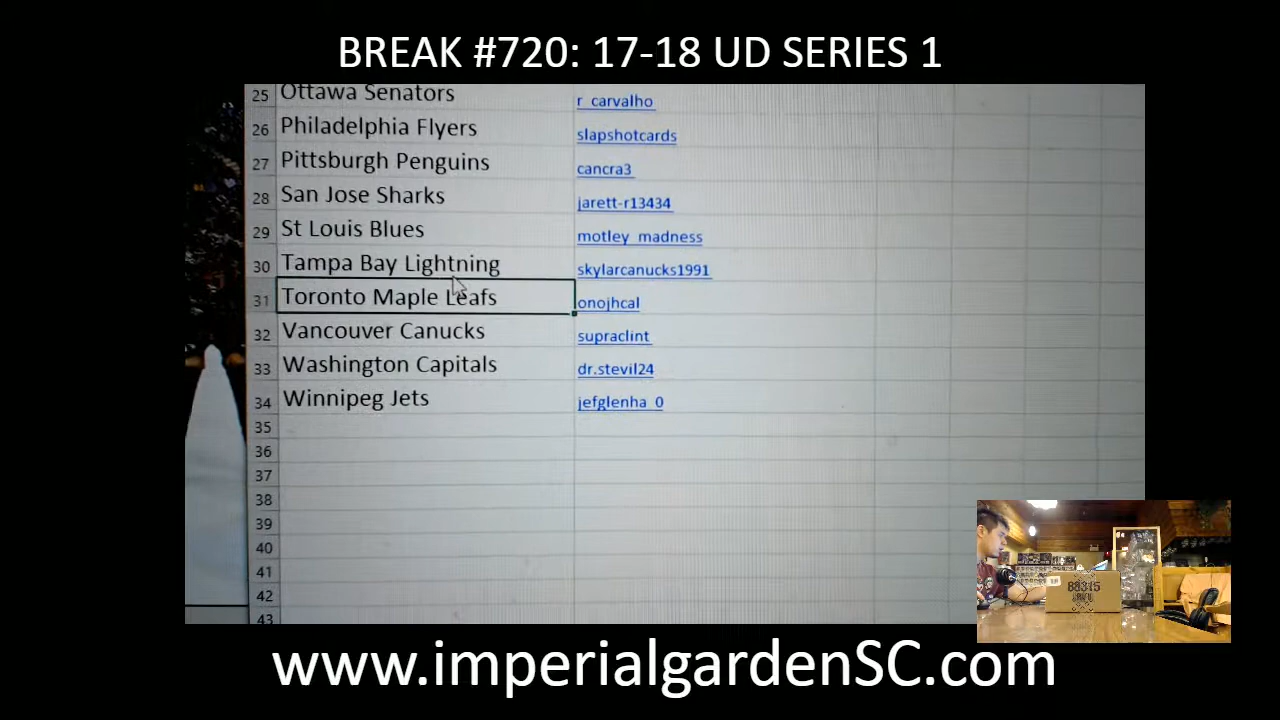 BREAK #720: 17-18 UD SERIES 1
25 Ottawa Senators r_carvalho
26 Philadelphia Flyers slapshotcards
27 Pittsburgh Penguins cancra3
28 San Jose Sharks jarett-r13434
29 St Louis Blues motley_madness
30 Tampa Bay Lightning skylarcanucks1991
31 Toronto Maple Leafs onojhcal
32 Vancouver Canucks supraclint
33 Washington Capitals dr.stevil24
34 Winnipeg Jets jefglenha_0
35
36
37
38
39
40
41
42
43
www.imperialgardenSC.com